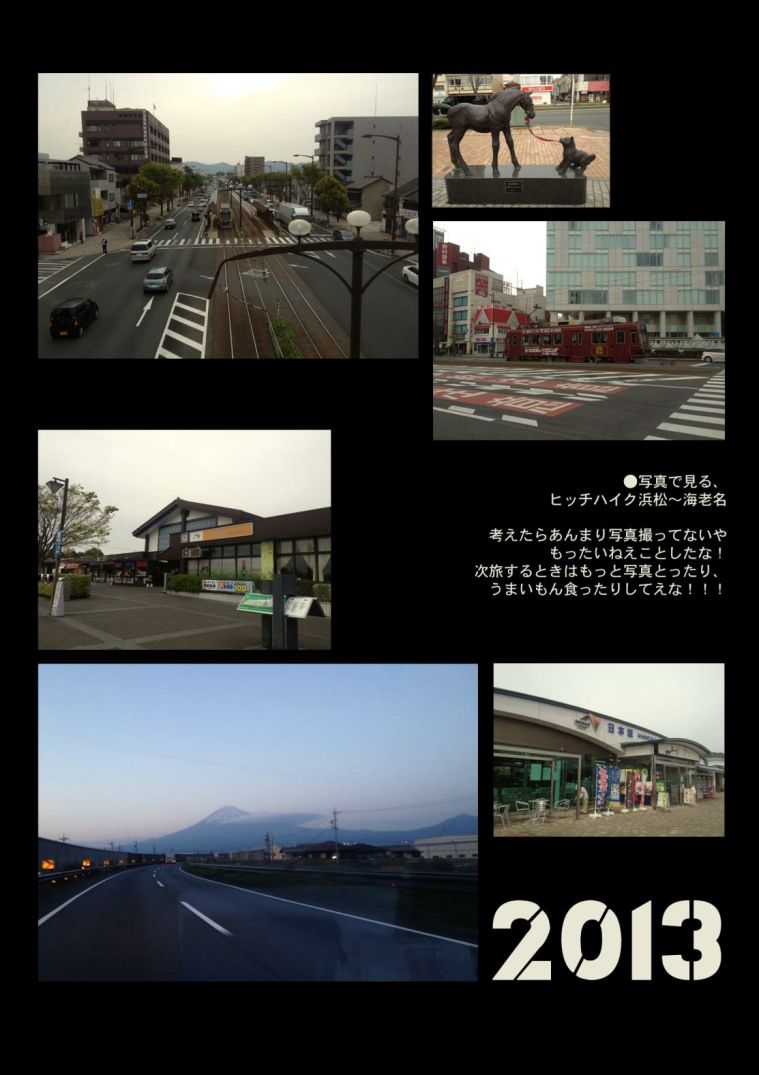 ●写真で見る、
ヒッチハイク浜松～海老名
考えたらあんまり写真撮ってないや
もったいねえことしたな！
次旅するときはもっと写真とったり、
うまいもん食ったりしてえな！！！
日本坂
2013